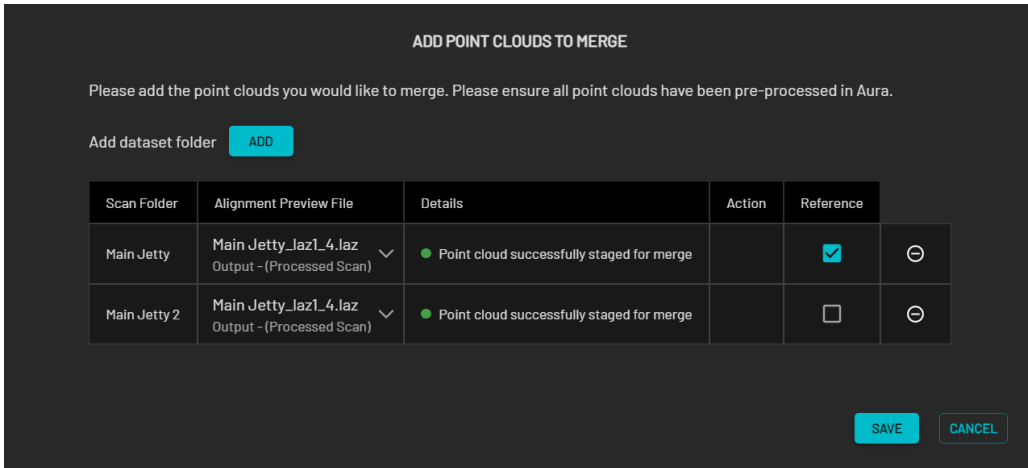 ADD POINT CLOUDS TO MERGE
Please add the point clouds you would like to merge. Please ensure all point clouds have been pre-processed in Aura.
Add dataset folder ADD
Scan Folder Alignment Preview File Details Action Reference
Main Jetty Main Jetty_laz1_4.laz Point cloud successfully staged for merge
Output - (Processed Scan)
Main Jetty 2 Main Jetty_laz1_4.laz Point cloud successfully staged for merge
Output - (Processed Scan)
SAVE CANCEL